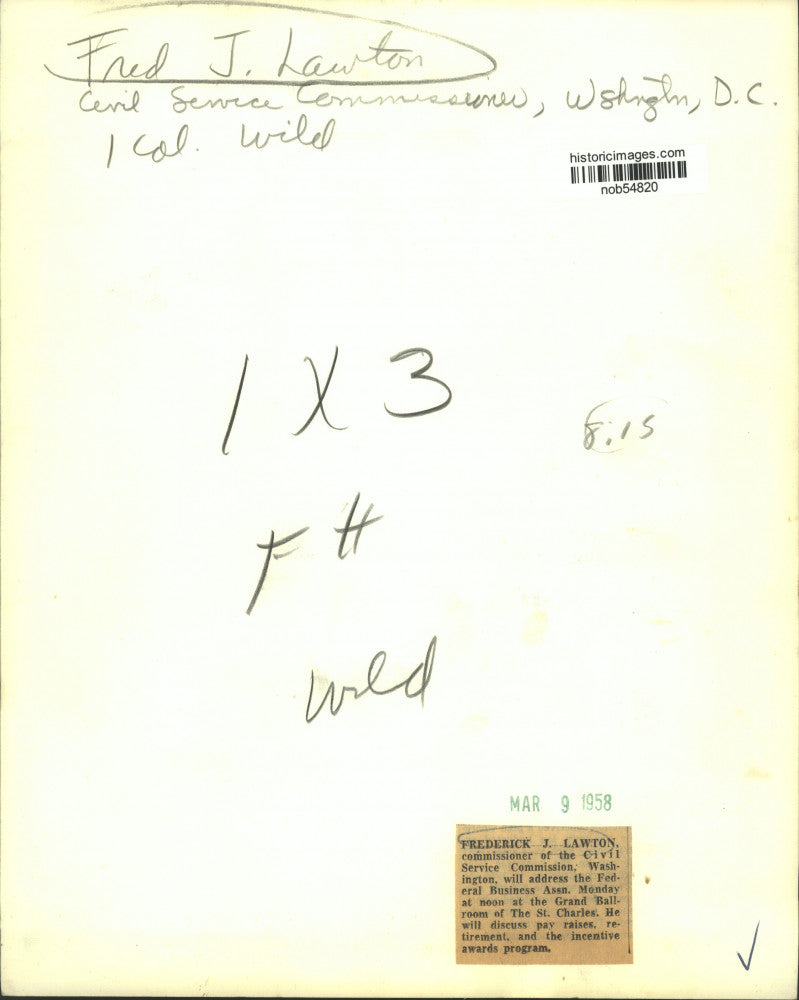 Fred J. Lawton
Civil Service Commissioner, Wshngtn, D.C.
1 Col. Wild
historicimages.com
nob54820
1 X 3
8.15
F H
Wild
MAR 9 1958
FREDERICK J. LAWTON,
commissioner of the Civil
Service Commission, Wash-
ington, will address the Fed-
eral Business Assn. Monday
at noon at the Grand Ball-
room of The St. Charles. He
will discuss pay raises, re-
tirement, and the incentive
awards program.